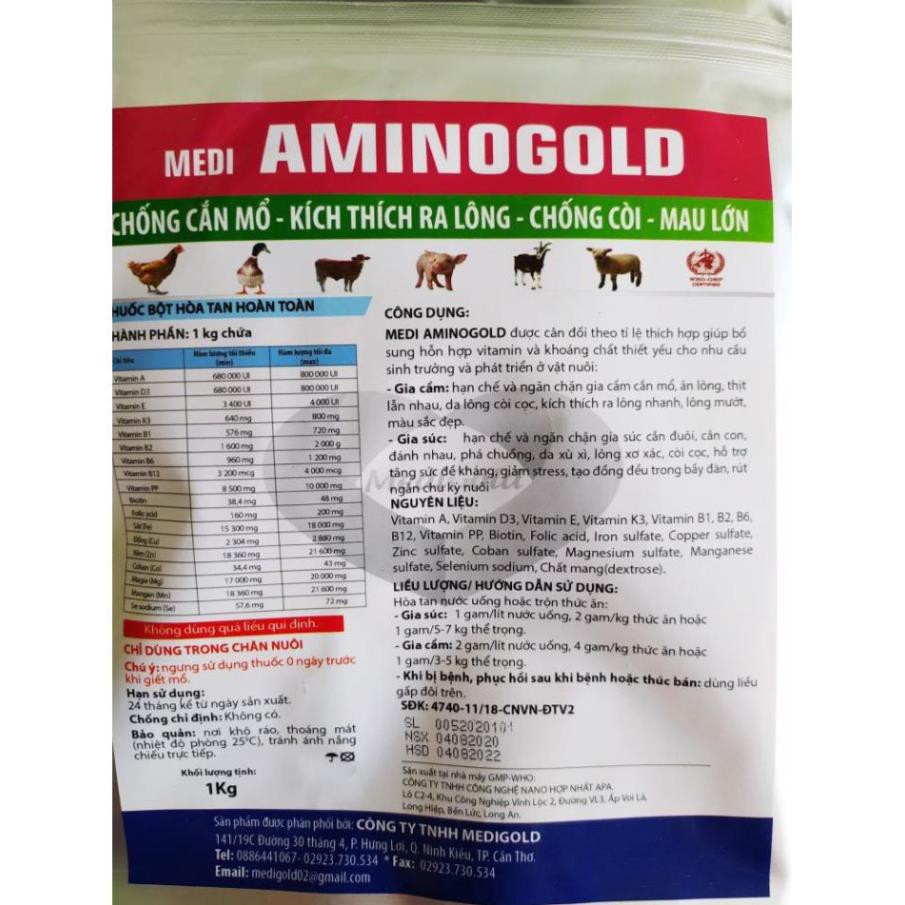 MEDI AMINOGOLD
CHỐNG CẮN MỔ - KÍCH THÍCH RA LÔNG - CHỐNG CÒI - MAU LỚN
WHO-GMP
CERTIFIED
HUỐC BỘT HÒA TAN HOÀN TOÀN
HÀNH PHẦN: 1 kg chứa
Chỉ tiêu Hàm lượng tối thiểu (min) Hàm lượng tối đa (max)
Vitamin A 680 000 UI 800 000 UI
Vitamin D3 680 000 UI 800 000 UI
Vitamin E 3 400 UI 4 000 UI
Vitamin K3 640 mg 800 mg
Vitamin B1 576 mg 720 mg
Vitamin B2 1 600 mg 2 000 g
Vitamin B6 960 mg 1 200 mg
Vitamin B12 3 200 mcg 4 000 mcg
Vitamin PP 8 500 mg 10 000 mg
Biotin 38,4 mg 48 mg
Folic acid 160 mg 200 mg
Sắt (Fe) 15 300 mg 18 000 mg
Đồng (Cu) 2 304 mg 2 880 mg
Kẽm (Zn) 18 360 mg 21 600 mg
Coban (Co) 34,4 mg 43 mg
Magie (Mg) 17 000 mg 20 000 mg
Mangan (Mn) 18 360 mg 21 600 mg
Se sodium (Se) 57,6 mg 72 mg
Không dùng quá liều qui định.
CHỈ DÙNG TRONG CHĂN NUÔI
Chú ý: ngưng sử dụng thuốc 0 ngày trước
khi giết mổ.
Hạn sử dụng:
24 tháng kể từ ngày sản xuất.
Chống chỉ định: Không có.
Bảo quản: nơi khô ráo, thoáng mát
(nhiệt độ phòng 25°C), tránh ánh nắng
chiếu trực tiếp.
Khối lượng tịnh:
1Kg
CÔNG DỤNG:
MEDI AMINOGOLD được cân đối theo tỉ lệ thích hợp giúp bổ
sung hỗn hợp vitamin và khoáng chất thiết yếu cho nhu cầu
sinh trưởng và phát triển ở vật nuôi:
- Gia cầm: hạn chế và ngăn chặn gia cầm cắn mổ, ăn lông, thịt
lẫn nhau, da lông còi cọc, kích thích ra lông nhanh, lông mướt,
màu sắc đẹp.
- Gia súc: hạn chế và ngăn chặn gia súc cắn đuôi, cắn con,
đánh nhau, phá chuồng, da xù xì, lông xơ xác, còi cọc, hỗ trợ
tăng sức đề kháng, giảm stress, tạo đồng đều trong bầy đàn, rút
ngắn chu kỳ nuôi
NGUYÊN LIỆU:
Vitamin A, Vitamin D3, Vitamin E, Vitamin K3, Vitamin B1, B2, B6,
B12, Vitamin PP, Biotin, Folic acid, Iron sulfate, Copper sulfate,
Zinc sulfate, Coban sulfate, Magnesium sulfate, Manganese
sulfate, Selenium sodium, Chất mang(dextrose).
LIỀU LƯỢNG/ HƯỚNG DẪN SỬ DỤNG:
Hòa tan nước uống hoặc trộn thức ăn:
- Gia súc: 1 gam/lít nước uống, 2 gam/kg thức ăn hoặc
1 gam/5-7 kg thể trọng.
- Gia cầm: 2 gam/lít nước uống, 4 gam/kg thức ăn hoặc
1 gam/3-5 kg thể trọng.
- Khi bị bệnh, phục hồi sau khi bệnh hoặc thúc bán: dùng liều
gấp đôi trên.
SĐK: 4740-11/18-CNVN-ĐTV2
SL 0052020101
NSX 04082020
HSD 04082022
Sản xuất tại nhà máy GMP-WHO:
CÔNG TY TNHH CÔNG NGHỆ NANO HỢP NHẤT APA.
Lô C2-4, Khu Công Nghiệp Vĩnh Lộc 2, Đường VL3, Ấp Voi Lá,
Long Hiệp, Bến Lức, Long An.
Sản phẩm được phân phối bởi: CÔNG TY TNHH MEDIGOLD
141/19C Đường 30 tháng 4, P. Hưng Lợi, Q. Ninh Kiều, TP. Cần Thơ.
Tel: 0886441067- 02923.730.534 * Fax: 02923.730.534
Email: medigold02@gmail.com